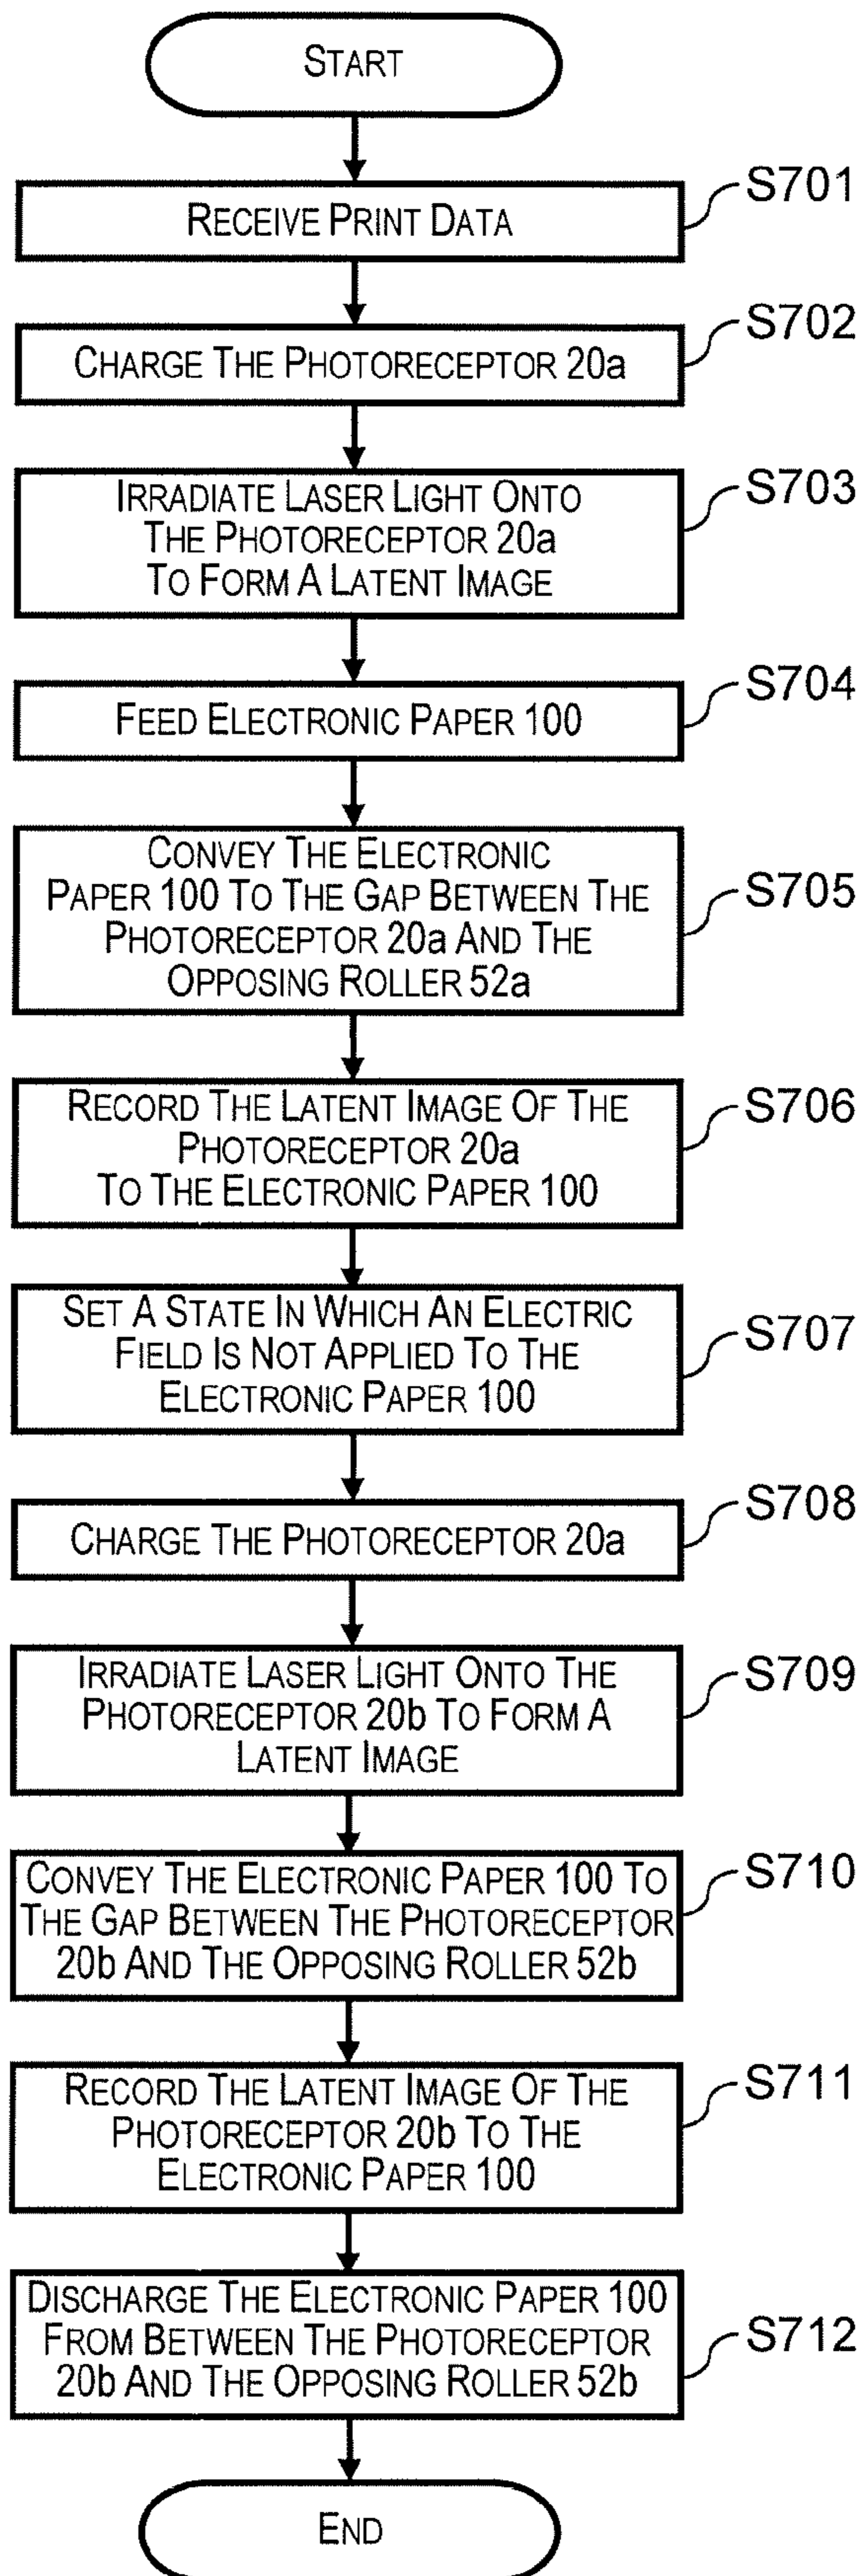 START
RECEIVE PRINT DATA
S701
CHARGE THE PHOTORECEPTOR 20a
S702
IRRADIATE LASER LIGHT ONTO
THE PHOTORECEPTOR 20a
TO FORM A LATENT IMAGE
S703
FEED ELECTRONIC PAPER 100
S704
CONVEY THE ELECTRONIC
PAPER 100 TO THE GAP BETWEEN THE
PHOTORECEPTOR 20a AND THE
OPPOSING ROLLER 52a
S705
RECORD THE LATENT IMAGE OF THE
PHOTORECEPTOR 20a
TO THE ELECTRONIC PAPER 100
S706
SET A STATE IN WHICH AN ELECTRIC
FIELD IS NOT APPLIED TO THE
ELECTRONIC PAPER 100
S707
CHARGE THE PHOTORECEPTOR 20a
S708
IRRADIATE LASER LIGHT ONTO THE
PHOTORECEPTOR 20b TO FORM A
LATENT IMAGE
S709
CONVEY THE ELECTRONIC PAPER 100 TO
THE GAP BETWEEN THE PHOTORECEPTOR
20b AND THE OPPOSING ROLLER 52b
S710
RECORD THE LATENT IMAGE OF THE
PHOTORECEPTOR 20b TO THE
ELECTRONIC PAPER 100
S711
DISCHARGE THE ELECTRONIC PAPER 100
FROM BETWEEN THE PHOTORECEPTOR
20b AND THE OPPOSING ROLLER 52b
S712
END